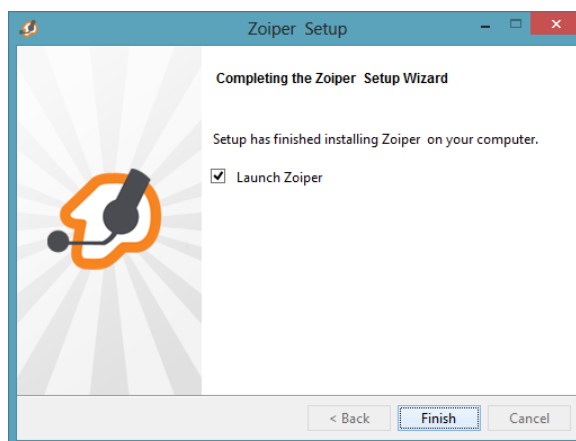 Zoiper Setup
Completing the Zoiper Setup Wizard
Setup has finished installing Zoiper on your computer.
Launch Zoiper
< Back
Finish
Cancel